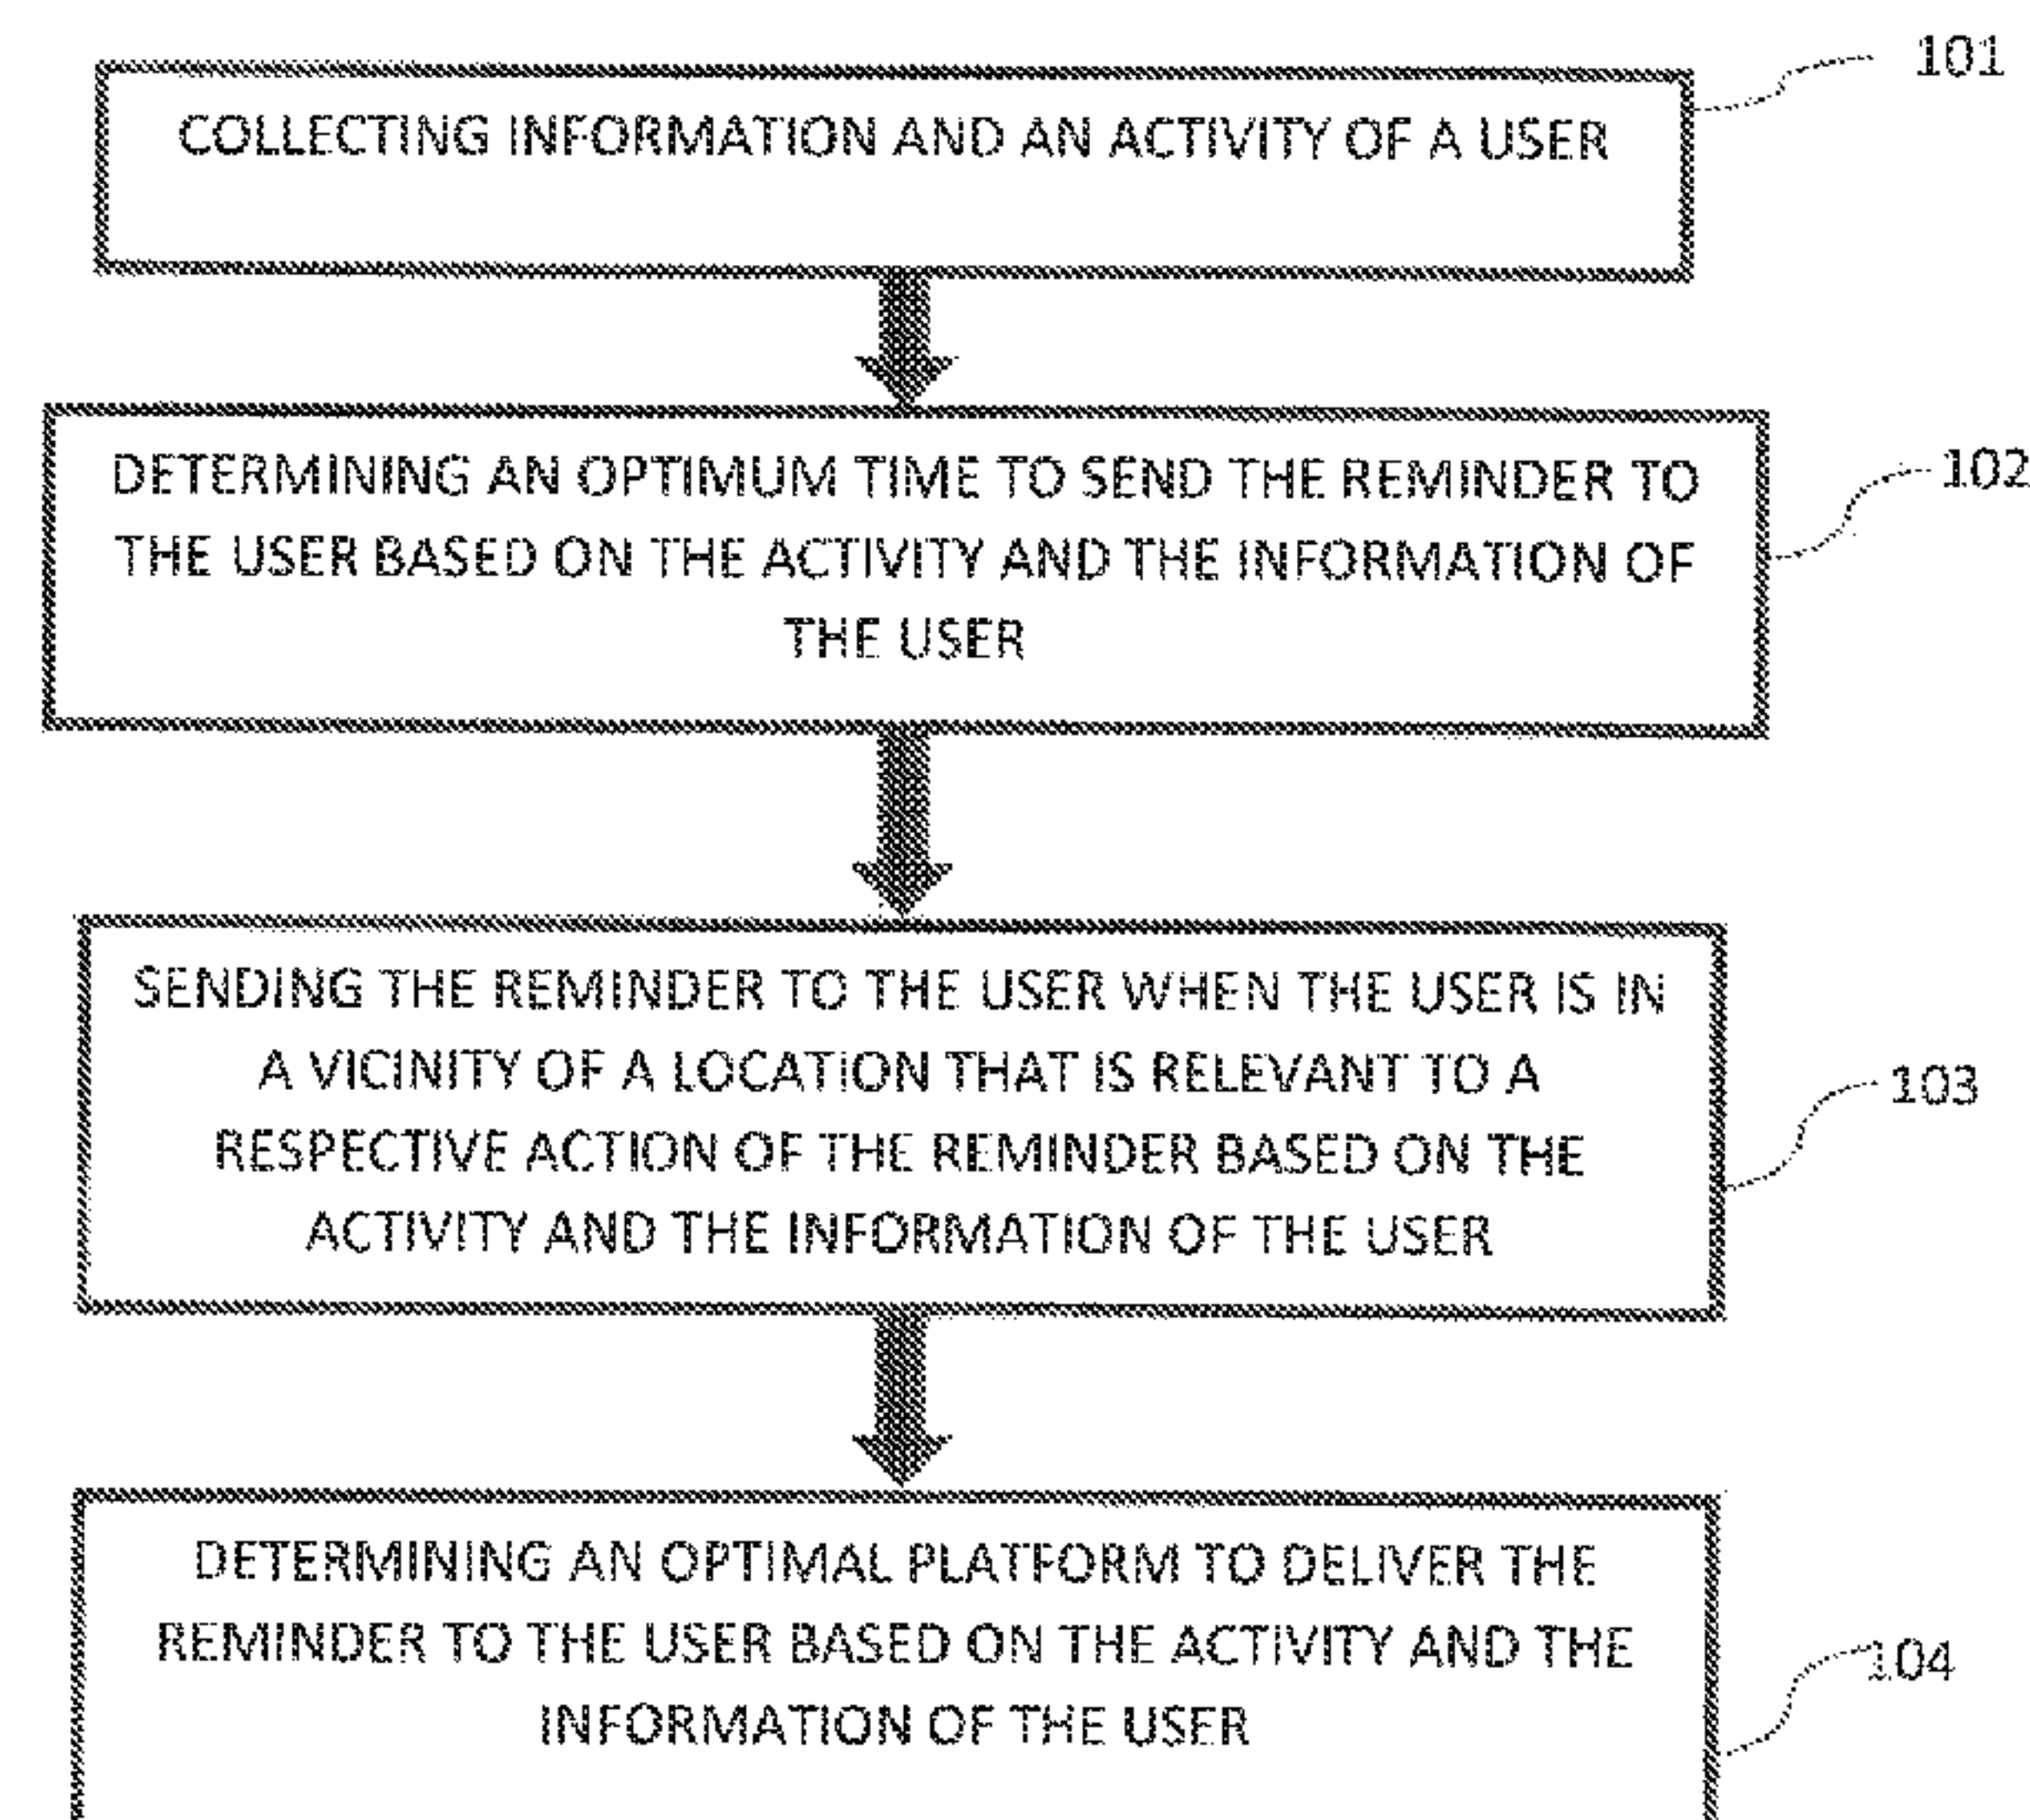 101
COLLECTING INFORMATION AND AN ACTIVITY OF A USER
102
DETERMINING AN OPTIMUM TIME TO SEND THE REMINDER TO
THE USER BASED ON THE ACTIVITY AND THE INFORMATION OF
THE USER
SENDING THE REMINDER TO THE USER WHEN THE USER IS IN
A VICINITY OF A LOCATION THAT IS RELEVANT TO A
103
RESPECTIVE ACTION OF THE REMINDER BASED ON THE
ACTIVITY AND THE INFORMATION OF THE USER
DETERMINING AN OPTIMAL PLATFORM TO DELIVER THE
REMINDER TO THE USER BASED ON THE ACTIVITY AND THE
104
INFORMATION OF THE USER